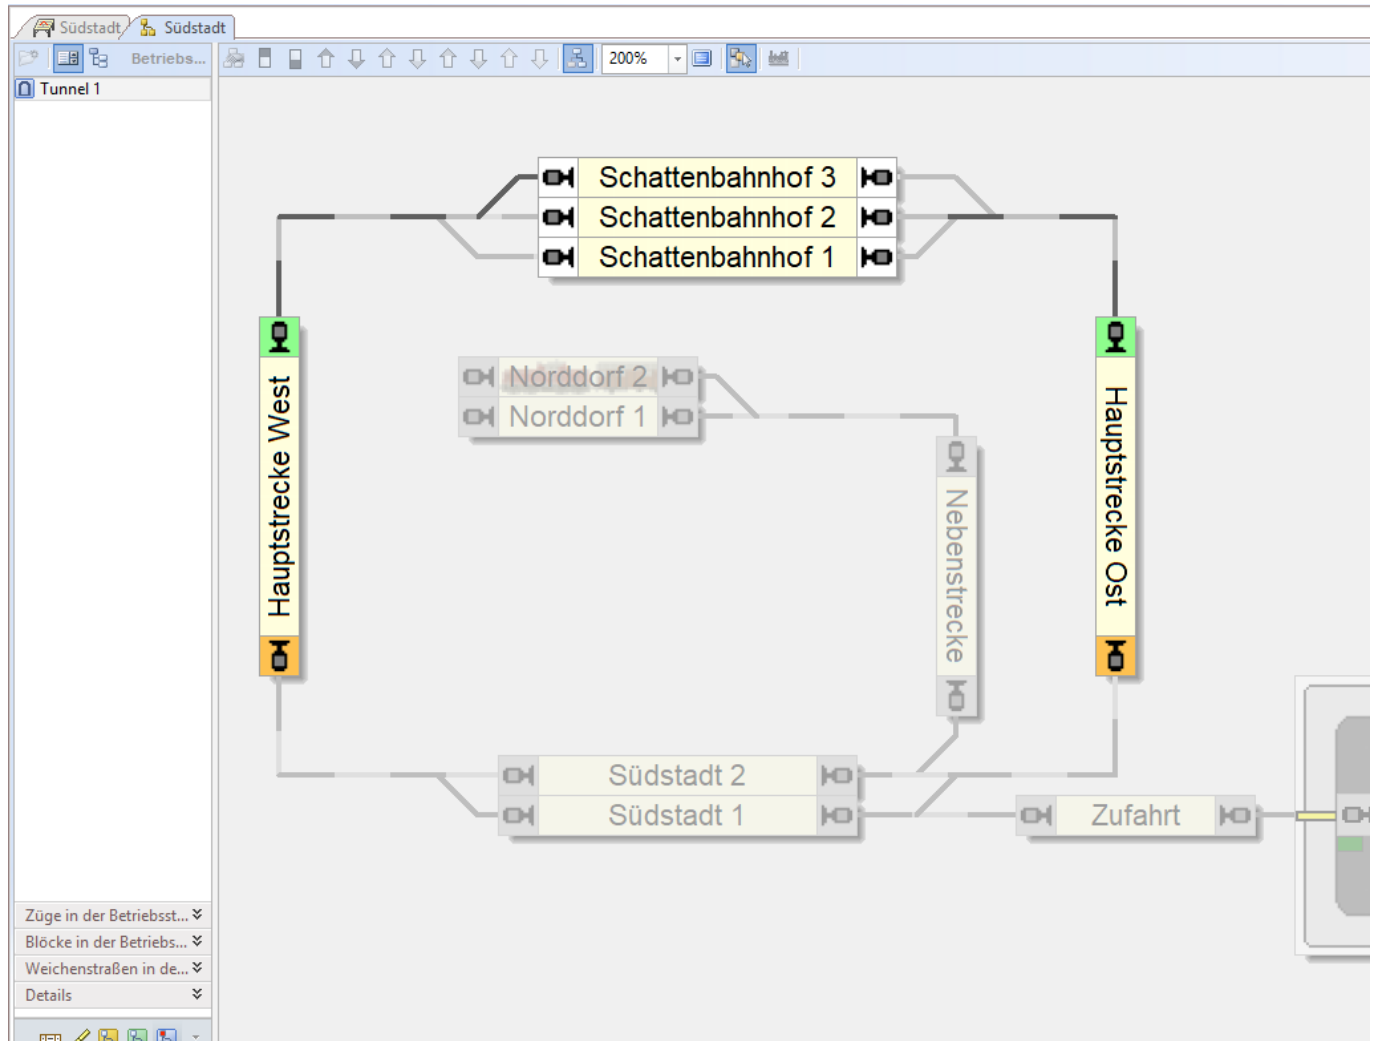 Südstadt Südstadt
Betriebs... 200%
Tunnel 1
Schattenbahnhof 3
Schattenbahnhof 2
Schattenbahnhof 1
Norddorf 2
Norddorf 1
Hauptstrecke West
Nebenstrecke
Hauptstrecke Ost
Südstadt 2
Südstadt 1
Zufahrt
Züge in der Betriebsst...
Blöcke in der Betriebs...
Weichenstraßen in de...
Details